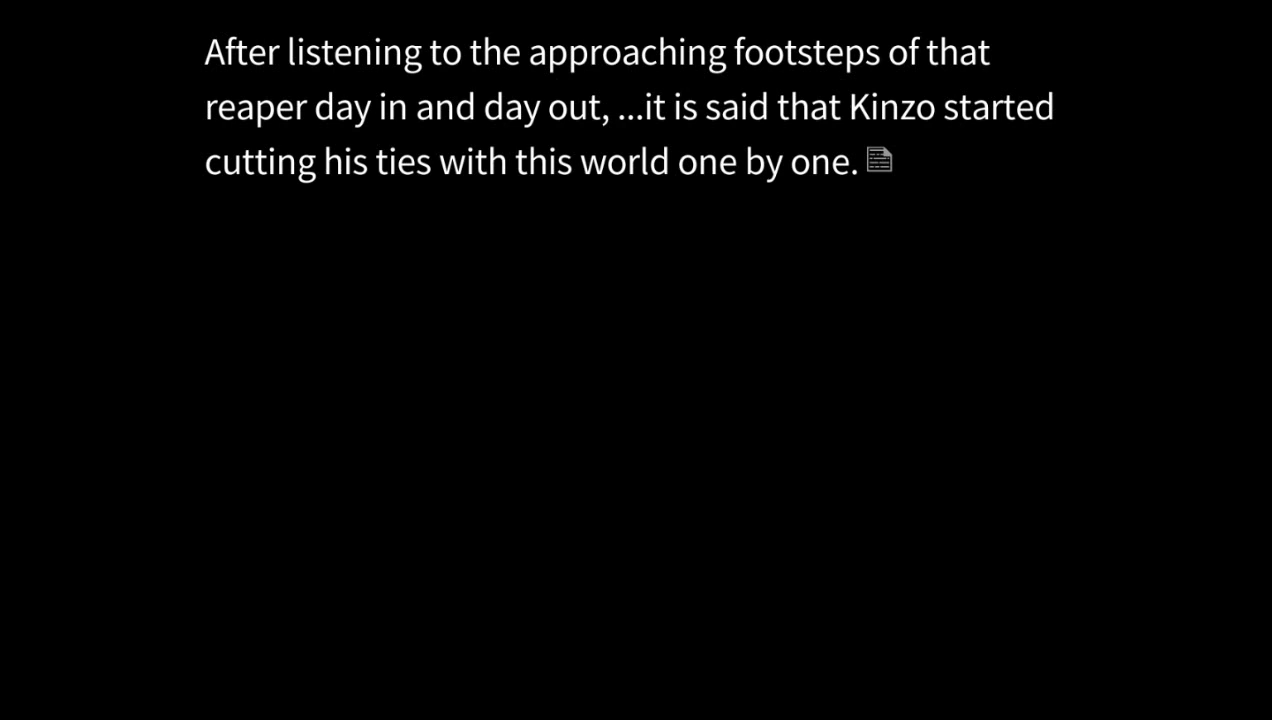 After listening to the approaching footsteps of that
reaper day in and day out, ...it is said that Kinzo started
cutting his ties with this world one by one.